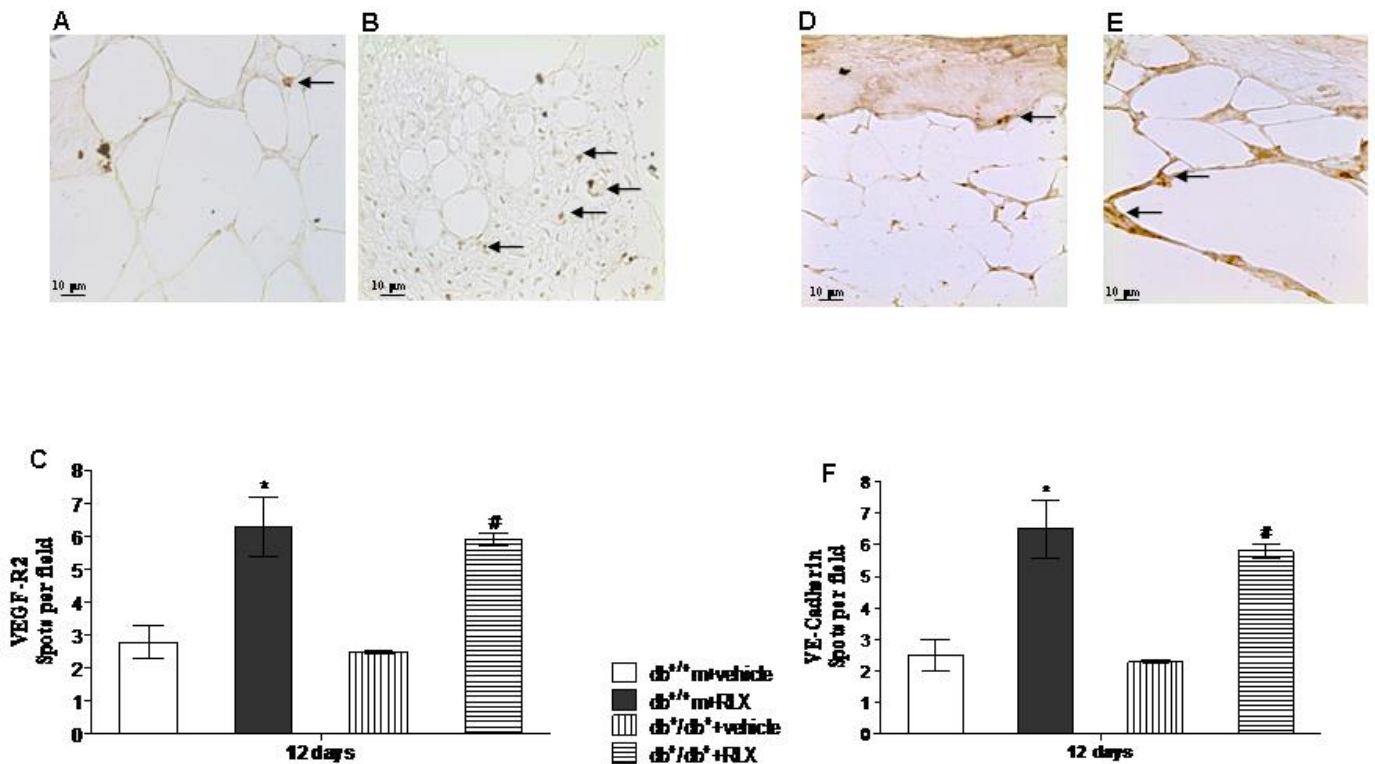 A
B
D
E
10 µm
10 µm
10 µm
10 µm
C
VEGF-R2
Spots per field
8
7
6
5
4
3
2
1
0
*
#
12 days
db+/+m+vehicle
db+/+m+RLX
db+/db++vehicle
db+/db++RLX
F
VE-Cadherin
Spots per field
8
7
6
5
4
3
2
1
0
*
#
12 days